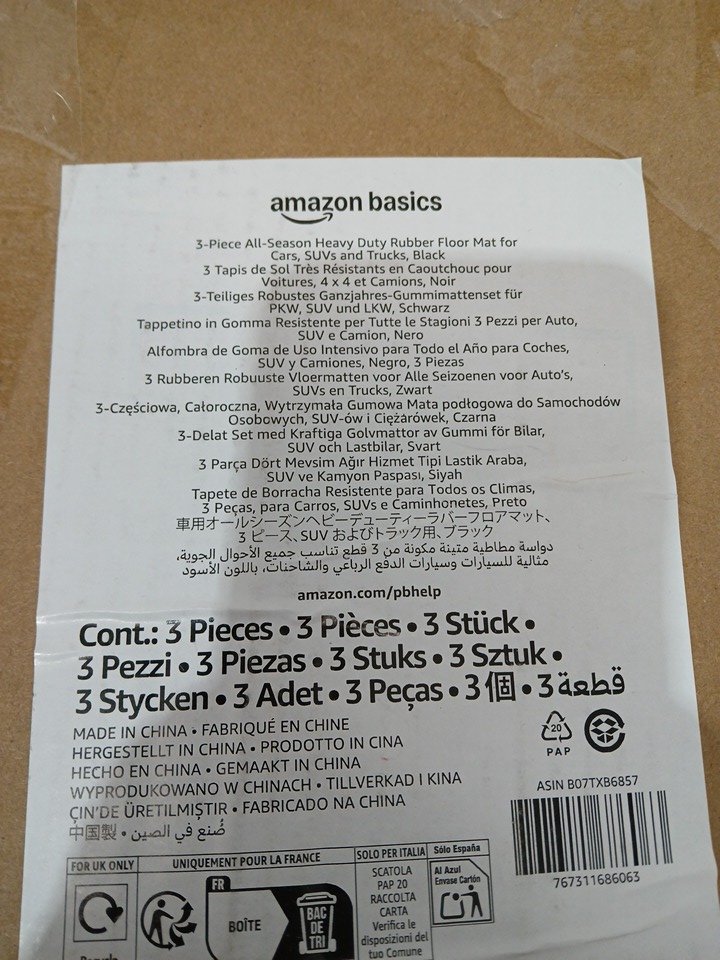 amazon basics
3-Piece All-Season Heavy Duty Rubber Floor Mat for
Cars, SUVs and Trucks, Black
3 Tapis de Sol Très Résistants en Caoutchouc pour
Voitures, 4 x 4 et Camions, Noir
3-Teiliges Robustes Ganzjahres-Gummimattenset für
PKW, SUV und LKW, Schwarz
Tappetino in Gomma Resistente per Tutte le Stagioni 3 Pezzi per Auto,
SUV e Camion, Nero
Alfombra de Goma de Uso Intensivo para Todo el Año para Coches,
SUV y Camiones, Negro, 3 Piezas
3 Rubberen Robuuste Vloermatten voor Alle Seizoenen voor Auto's,
SUVs en Trucks, Zwart
3-Częściowa, Całoroczna, Wytrzymała Gumowa Mata podłogowa do Samochodów
Osobowych, SUV-ów i Ciężarówek, Czarna
3-Delat Set med Kraftiga Golvmattor av Gummi för Bilar,
SUV och Lastbilar, Svart
3 Parça Dört Mevsim Ağır Hizmet Tipi Lastik Araba,
SUV ve Kamyon Paspası, Siyah
Tapete de Borracha Resistente para Todos os Climas,
3 Peças, para Carros, SUVs e Caminhonetes, Preto
車用オールシーズンヘビーデューティーラバーフロアマット、
3 ピース、SUV およびトラック用、ブラック
دواسة مطاطية متينة مكونة من 3 قطع تناسب جميع الأحوال الجوية،
مثالية للسيارات وسيارات الدفع الرباعي والشاحنات، باللون الأسود
amazon.com/pbhelp
Cont.: 3 Pieces • 3 Pièces • 3 Stück •
3 Pezzi • 3 Piezas • 3 Stuks • 3 Sztuk •
3 Stycken • 3 Adet • 3 Peças • 3 個 • 3 قطعة
MADE IN CHINA • FABRIQUÉ EN CHINE
HERGESTELLT IN CHINA • PRODOTTO IN CINA
HECHO EN CHINA • GEMAAKT IN CHINA
WYPRODUKOWANO W CHINACH • TILLVERKAD I KINA
ÇIN'DE ÜRETILMIŞTIR • FABRICADO NA CHINA
中国製 • صُنع في الصين
20
PAP
ASIN B07TXB6857
767311686063
FOR UK ONLY
Recycle
UNIQUEMENT POUR LA FRANCE
FR
BOÎTE
BAC
DE
TRI
SOLO PER ITALIA
SCATOLA
PAP 20
RACCOLTA
CARTA
Verifica le
disposizioni del
tuo Comune
Sólo España
Al Azul
Envase Cartón